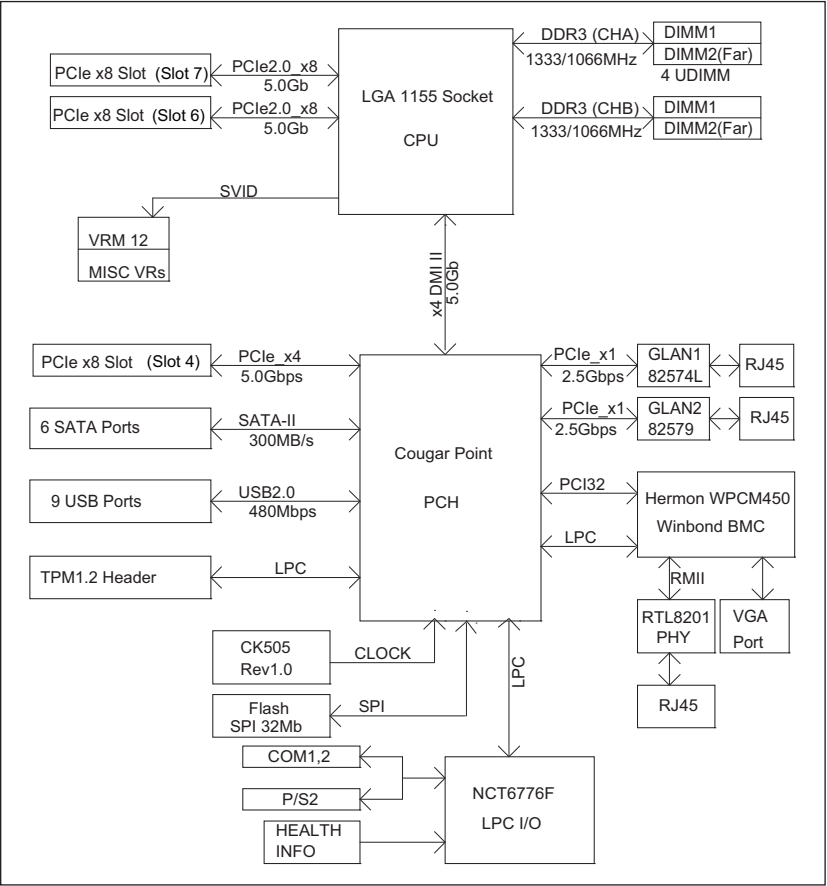 PCIe x8 Slot (Slot 7)
PCIe2.0_x8
5.0Gb
PCIe x8 Slot (Slot 6)
PCIe2.0_x8
5.0Gb
LGA 1155 Socket
CPU
DDR3 (CHA)
1333/1066MHz
DIMM1
DIMM2(Far)
4 UDIMM
DDR3 (CHB)
1333/1066MHz
DIMM1
DIMM2(Far)
SVID
VRM 12
MISC VRs
x4 DMI II
5.0Gb
PCIe x8 Slot (Slot 4)
PCIe_x4
5.0Gbps
6 SATA Ports
SATA-II
300MB/s
9 USB Ports
USB2.0
480Mbps
TPM1.2 Header
LPC
Cougar Point
PCH
PCIe_x1
2.5Gbps
GLAN1
82574L
RJ45
PCIe_x1
2.5Gbps
GLAN2
82579
RJ45
PCI32
LPC
Hermon WPCM450
Winbond BMC
RMII
RTL8201
PHY
VGA
Port
RJ45
CK505
Rev1.0
CLOCK
Flash
SPI 32Mb
SPI
LPC
COM1,2
P/S2
HEALTH
INFO
NCT6776F
LPC I/O